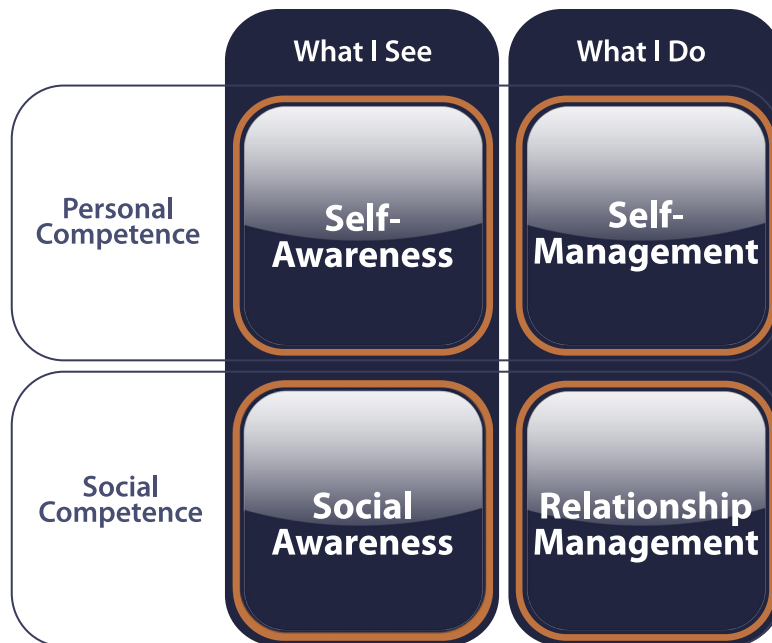 What I See
What I Do
Personal
Competence
Self-
Awareness
Self-
Management
Social
Competence
Social
Awareness
Relationship
Management